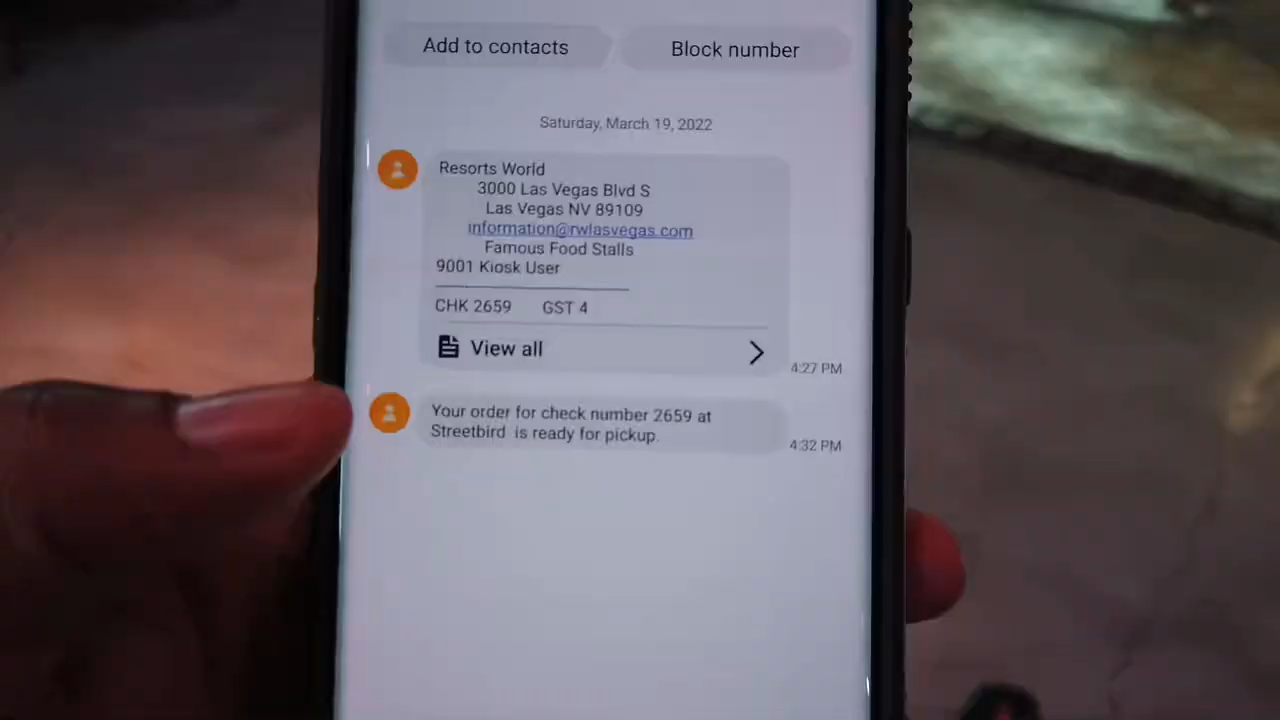 Add to contacts
Block number
Saturday, March 19, 2022
Resorts World
3000 Las Vegas Blvd S
Las Vegas NV 89109
information@rwlasvegas.com
Famous Food Stalls
9001 Kiosk User
CHK 2659 GST 4
View all
4:27 PM
Your order for check number 2659 at
Streetbird is ready for pickup.
4:32 PM